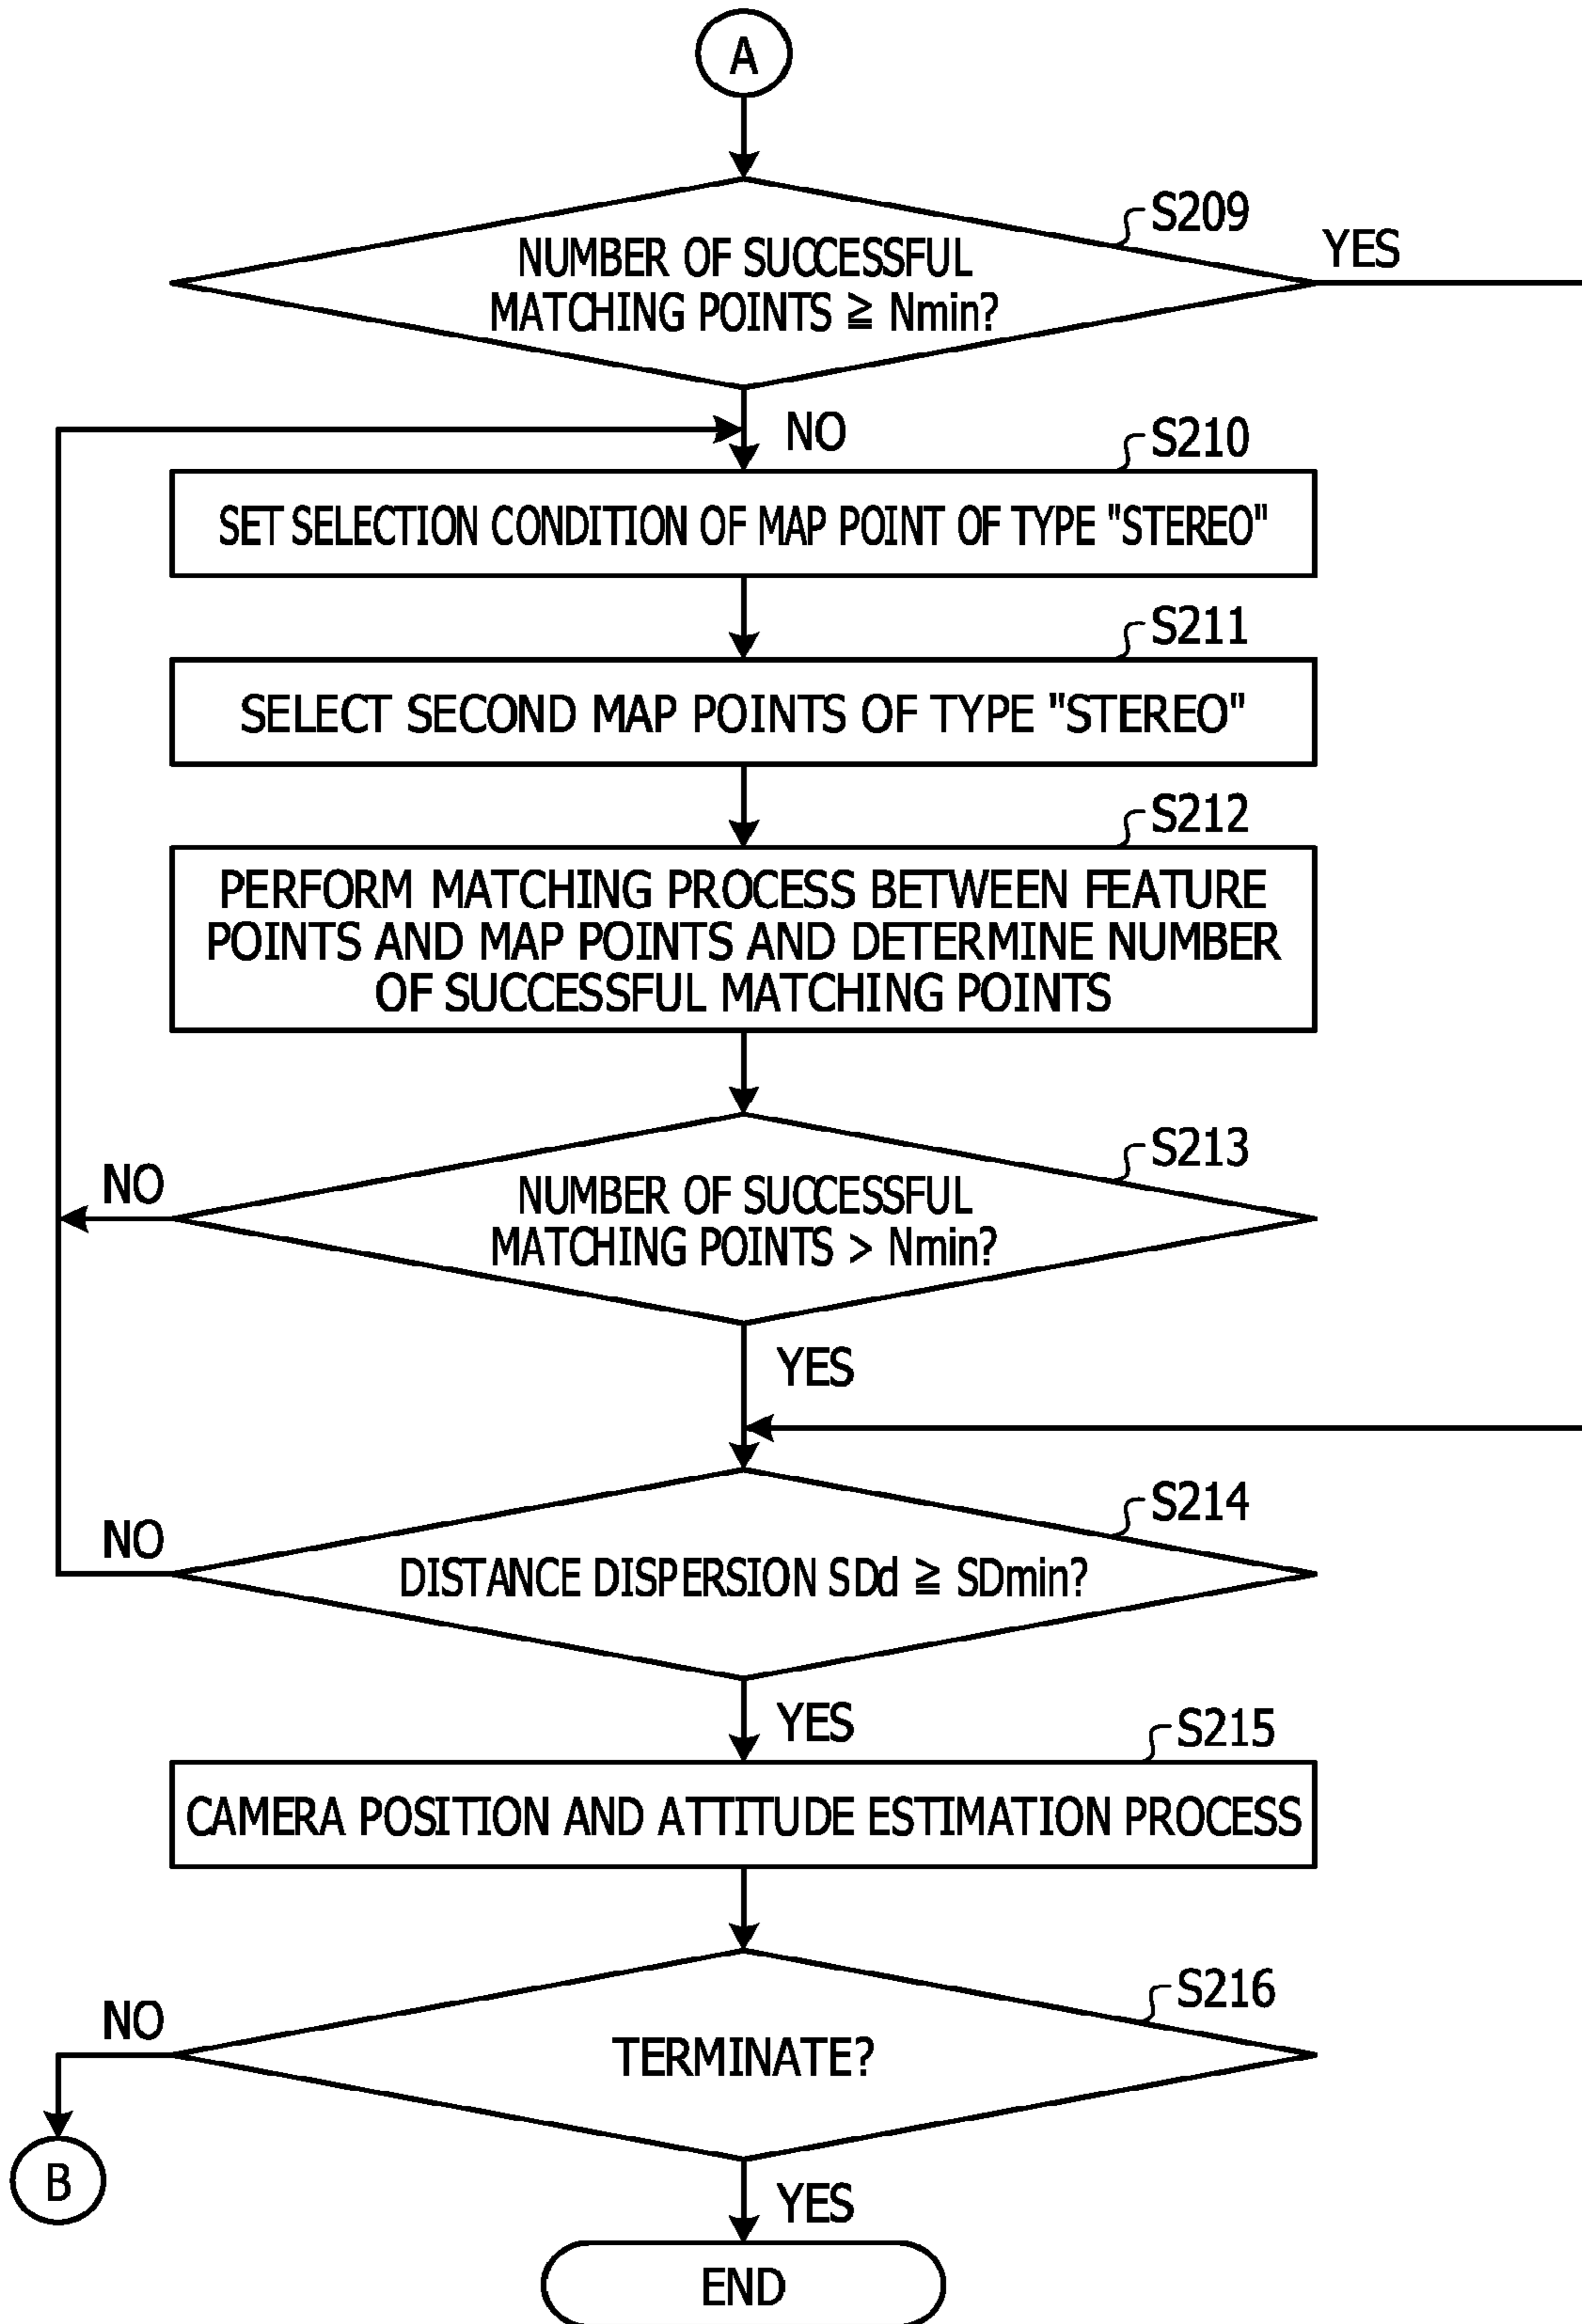 A
S209
NUMBER OF SUCCESSFUL
MATCHING POINTS ≧ Nmin?
YES
NO
S210
SET SELECTION CONDITION OF MAP POINT OF TYPE "STEREO"
S211
SELECT SECOND MAP POINTS OF TYPE "STEREO"
S212
PERFORM MATCHING PROCESS BETWEEN FEATURE
POINTS AND MAP POINTS AND DETERMINE NUMBER
OF SUCCESSFUL MATCHING POINTS
S213
NO
NUMBER OF SUCCESSFUL
MATCHING POINTS > Nmin?
YES
S214
NO
DISTANCE DISPERSION SDd ≧ SDmin?
YES
S215
CAMERA POSITION AND ATTITUDE ESTIMATION PROCESS
S216
NO
TERMINATE?
B
YES
END